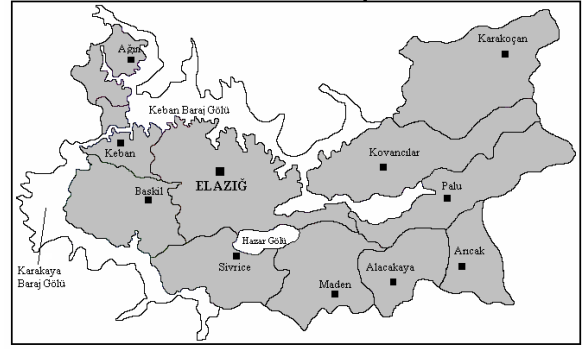 Ağın
Karakoçan
Keban Baraj Gölü
Keban
Kovancılar
ELAZIĞ
Palu
Baskil
Hazar Gölü
Sivrice
Karakaya
Baraj Gölü
Maden
Alacakaya
Arıcak